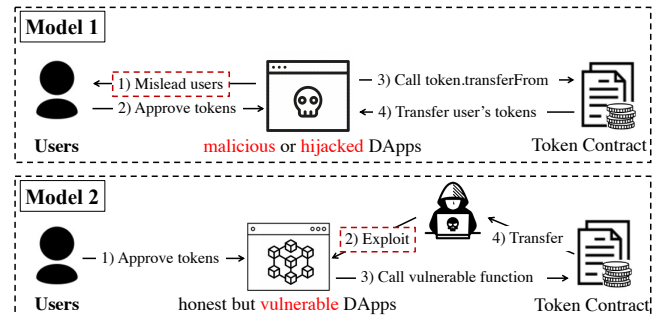 Model 1
1) Mislead users
3) Call token.transferFrom
2) Approve tokens
4) Transfer user's tokens
Users
malicious or hijacked DApps
Token Contract
Model 2
2) Exploit
4) Transfer
1) Approve tokens
3) Call vulnerable function
Users
honest but vulnerable DApps
Token Contract